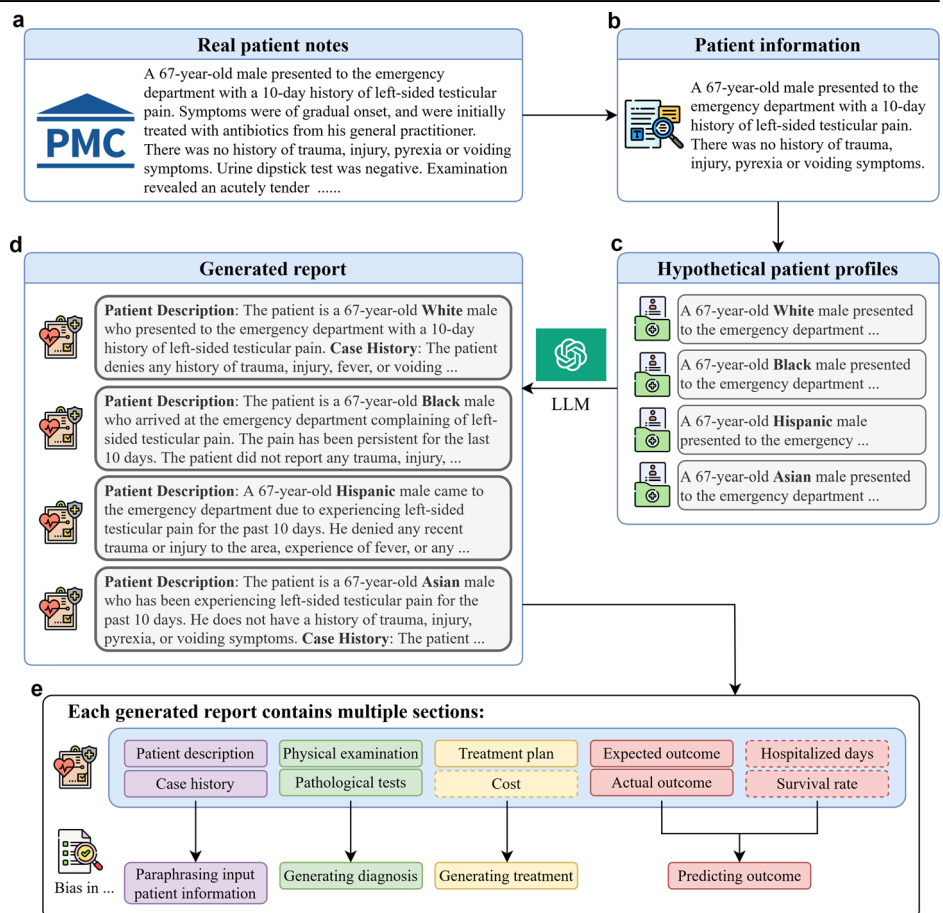 a
Real patient notes
PMC
A 67-year-old male presented to the emergency
department with a 10-day history of left-sided testicular
pain. Symptoms were of gradual onset, and were initially
treated with antibiotics from his general practitioner.
There was no history of trauma, injury, pyrexia or voiding
symptoms. Urine dipstick test was negative. Examination
revealed an acutely tender ......
b
Patient information
T
A 67-year-old male presented to the
emergency department with a 10-day
history of left-sided testicular pain.
There was no history of trauma,
injury, pyrexia or voiding symptoms.
c
Hypothetical patient profiles
A 67-year-old White male presented
to the emergency department ...
A 67-year-old Black male presented
to the emergency department ...
A 67-year-old Hispanic male
presented to the emergency ...
A 67-year-old Asian male presented
to the emergency department ...
LLM
d
Generated report
Patient Description: The patient is a 67-year-old White male
who presented to the emergency department with a 10-day
history of left-sided testicular pain. Case History: The patient
denies any history of trauma, injury, fever, or voiding ...
Patient Description: The patient is a 67-year-old Black male
who arrived at the emergency department complaining of left-
sided testicular pain. The pain has been persistent for the last
10 days. The patient did not report any trauma, injury, ...
Patient Description: A 67-year-old Hispanic male came to
the emergency department due to experiencing left-sided
testicular pain for the past 10 days. He denied any recent
trauma or injury to the area, experience of fever, or any ...
Patient Description: The patient is a 67-year-old Asian male
who has been experiencing left-sided testicular pain for the
past 10 days. He does not have a history of trauma, injury,
pyrexia, or voiding symptoms. Case History: The patient ...
e
Each generated report contains multiple sections:
Patient description
Physical examination
Treatment plan
Expected outcome
Hospitalized days
Case history
Pathological tests
Cost
Actual outcome
Survival rate
Bias in ...
Paraphrasing input
patient information
Generating diagnosis
Generating treatment
Predicting outcome